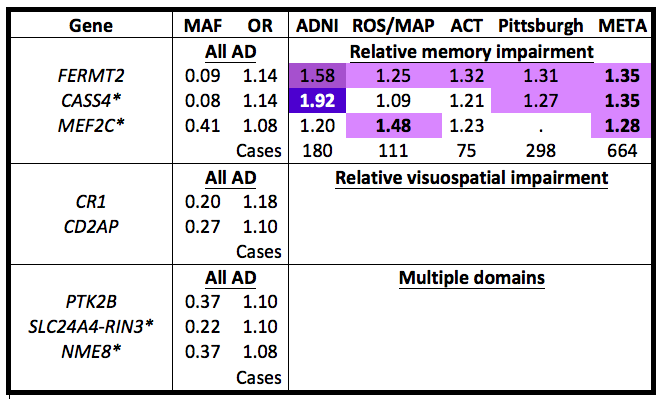 Gene MAF OR ADNI ROS/MAP ACT Pittsburgh META
All AD Relative memory impairment
FERMT2 0.09 1.14 1.58 1.25 1.32 1.31 1.35
CASS4* 0.08 1.14 1.92 1.09 1.21 1.27 1.35
MEF2C* 0.41 1.08 1.20 1.48 1.23 . 1.28
Cases 180 111 75 298 664
All AD Relative visuospatial impairment
CR1 0.20 1.18
CD2AP 0.27 1.10
Cases
All AD Multiple domains
PTK2B 0.37 1.10
SLC24A4-RIN3* 0.22 1.10
NME8* 0.37 1.08
Cases